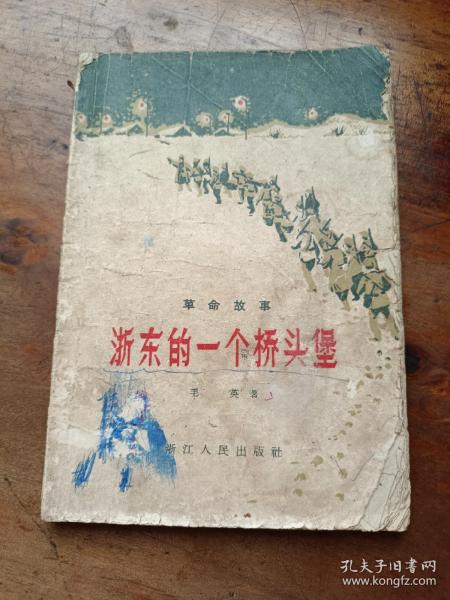 革命故事
浙东的一个桥头堡
毛英著
浙江人民出版社
孔夫子旧书网
www.kongfz.com